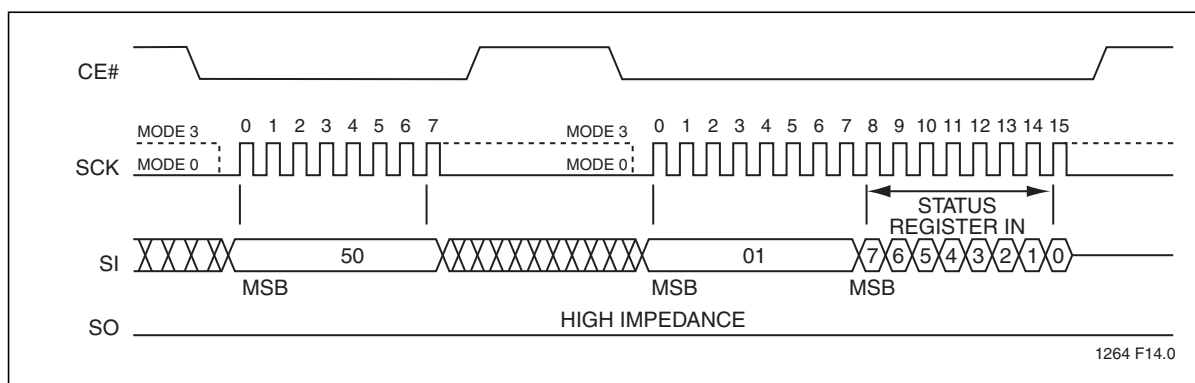 CE#
MODE 3 0 1 2 3 4 5 6 7 MODE 3 0 1 2 3 4 5 6 7 8 9 10 11 12 13 14 15
SCK MODE 0 MODE 0
STATUS
REGISTER IN
SI 50 01 7 6 5 4 3 2 1 0
MSB MSB MSB
HIGH IMPEDANCE
SO
1264 F14.0